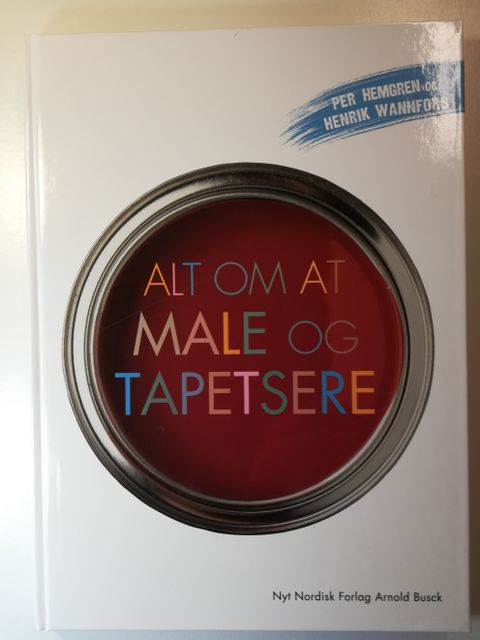 PER HEMGREN OG
HENRIK WANNFORS
ALT OM AT
MALE OG
TAPETSERE
Nyt Nordisk Forlag Arnold Busck